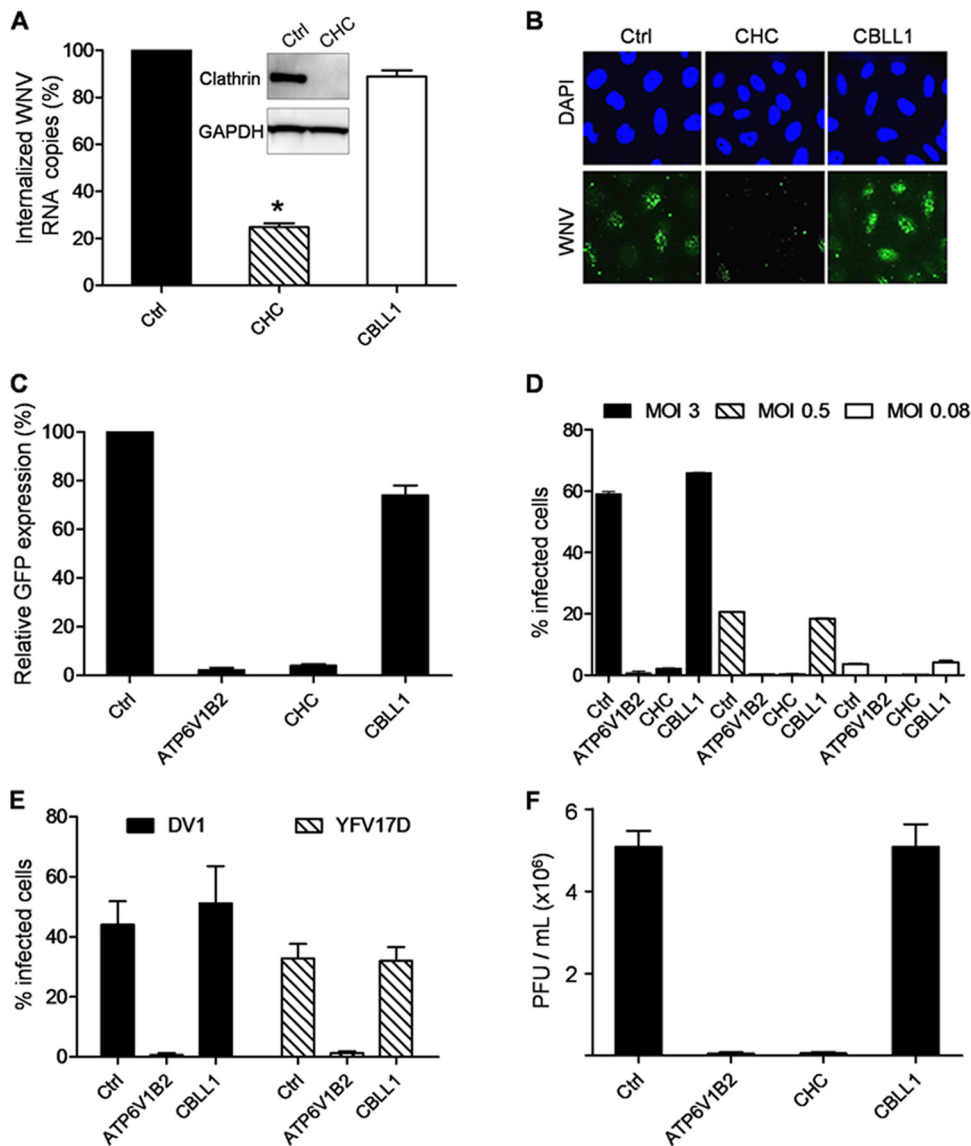 A
Internalized WNV
RNA copies (%)
100
80
60
40
20
0
Ctrl
CHC
Clathrin
GAPDH
*
Ctrl
CHC
CBLL1
B
Ctrl
CHC
CBLL1
DAPI
WNV
C
Relative GFP expression (%)
100
80
60
40
20
0
Ctrl
ATP6V1B2
CHC
CBLL1
D
MOI 3
MOI 0.5
MOI 0.08
% infected cells
80
60
40
20
0
Ctrl
ATP6V1B2
CHC
CBLL1
Ctrl
ATP6V1B2
CHC
CBLL1
Ctrl
ATP6V1B2
CHC
CBLL1
E
DV1
YFV17D
% infected cells
80
60
40
20
0
Ctrl
ATP6V1B2
CBLL1
Ctrl
ATP6V1B2
CBLL1
F
PFU / mL (x10⁶)
6
4
2
Ctrl
ATP6V1B2
CHC
CBLL1